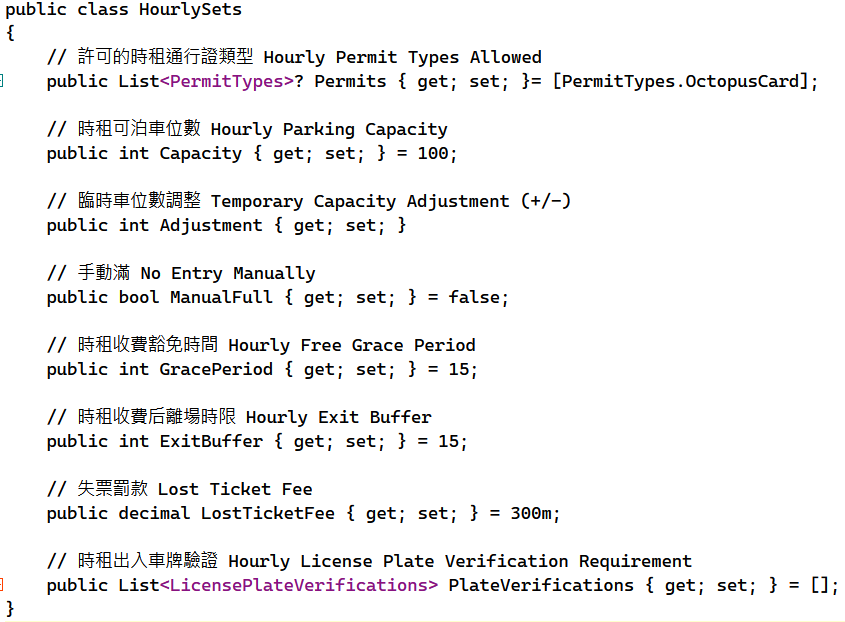 public class HourlySets
{
    // 許可的時租通行證類型 Hourly Permit Types Allowed
    public List<PermitTypes>? Permits { get; set; }= [PermitTypes.OctopusCard];

    // 時租可泊車位數 Hourly Parking Capacity
    public int Capacity { get; set; } = 100;

    // 臨時車位數調整 Temporary Capacity Adjustment (+/-)
    public int Adjustment { get; set; }

    // 手動滿 No Entry Manually
    public bool ManualFull { get; set; } = false;

    // 時租收費豁免時間 Hourly Free Grace Period
    public int GracePeriod { get; set; } = 15;

    // 時租收費后離場時限 Hourly Exit Buffer
    public int ExitBuffer { get; set; } = 15;

    // 失票罰款 Lost Ticket Fee
    public decimal LostTicketFee { get; set; } = 300m;

    // 時租出入車牌驗證 Hourly License Plate Verification Requirement
    public List<LicensePlateVerifications> PlateVerifications { get; set; } = [];
}